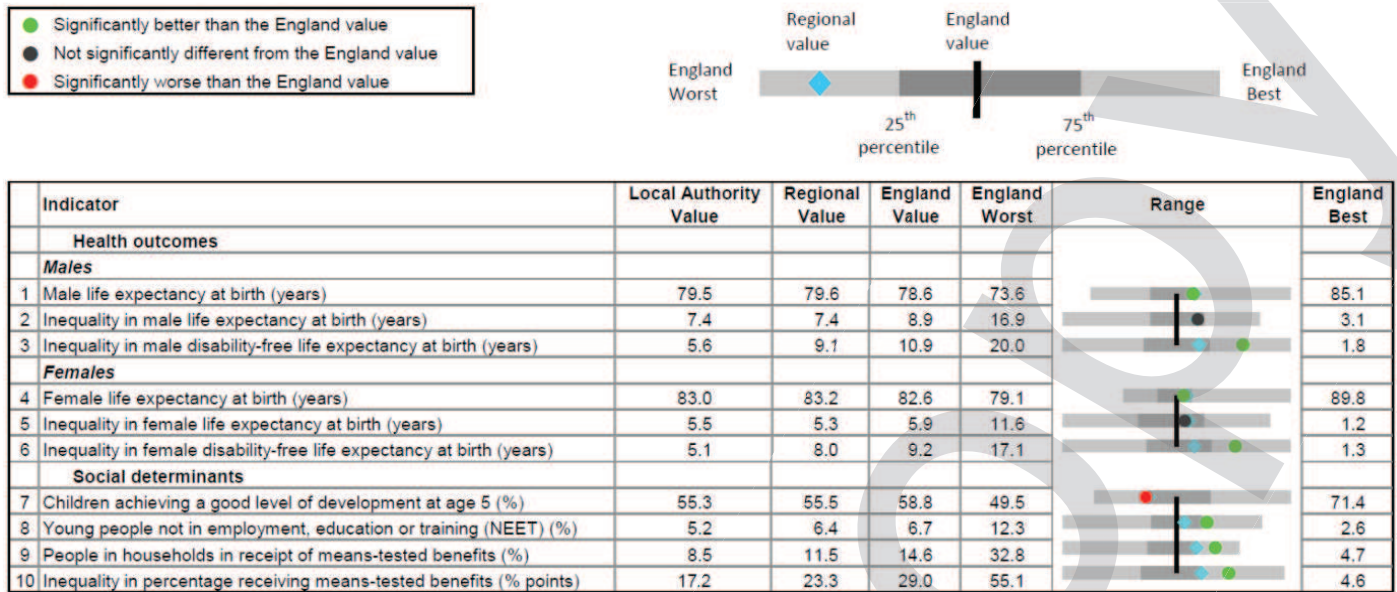 Significantly better than the England value
Not significantly different from the England value
Significantly worse than the England value
Regional value
England value
England Worst
England Best
25th percentile
75th percentile
Indicator Local Authority Value Regional Value England Value England Worst Range England Best
Health outcomes
Males
1 Male life expectancy at birth (years) 79.5 79.6 78.6 73.6 85.1
2 Inequality in male life expectancy at birth (years) 7.4 7.4 8.9 16.9 3.1
3 Inequality in male disability-free life expectancy at birth (years) 5.6 9.1 10.9 20.0 1.8
Females
4 Female life expectancy at birth (years) 83.0 83.2 82.6 79.1 89.8
5 Inequality in female life expectancy at birth (years) 5.5 5.3 5.9 11.6 1.2
6 Inequality in female disability-free life expectancy at birth (years) 5.1 8.0 9.2 17.1 1.3
Social determinants
7 Children achieving a good level of development at age 5 (%) 55.3 55.5 58.8 49.5 71.4
8 Young people not in employment, education or training (NEET) (%) 5.2 6.4 6.7 12.3 2.6
9 People in households in receipt of means-tested benefits (%) 8.5 11.5 14.6 32.8 4.7
10 Inequality in percentage receiving means-tested benefits (% points) 17.2 23.3 29.0 55.1 4.6